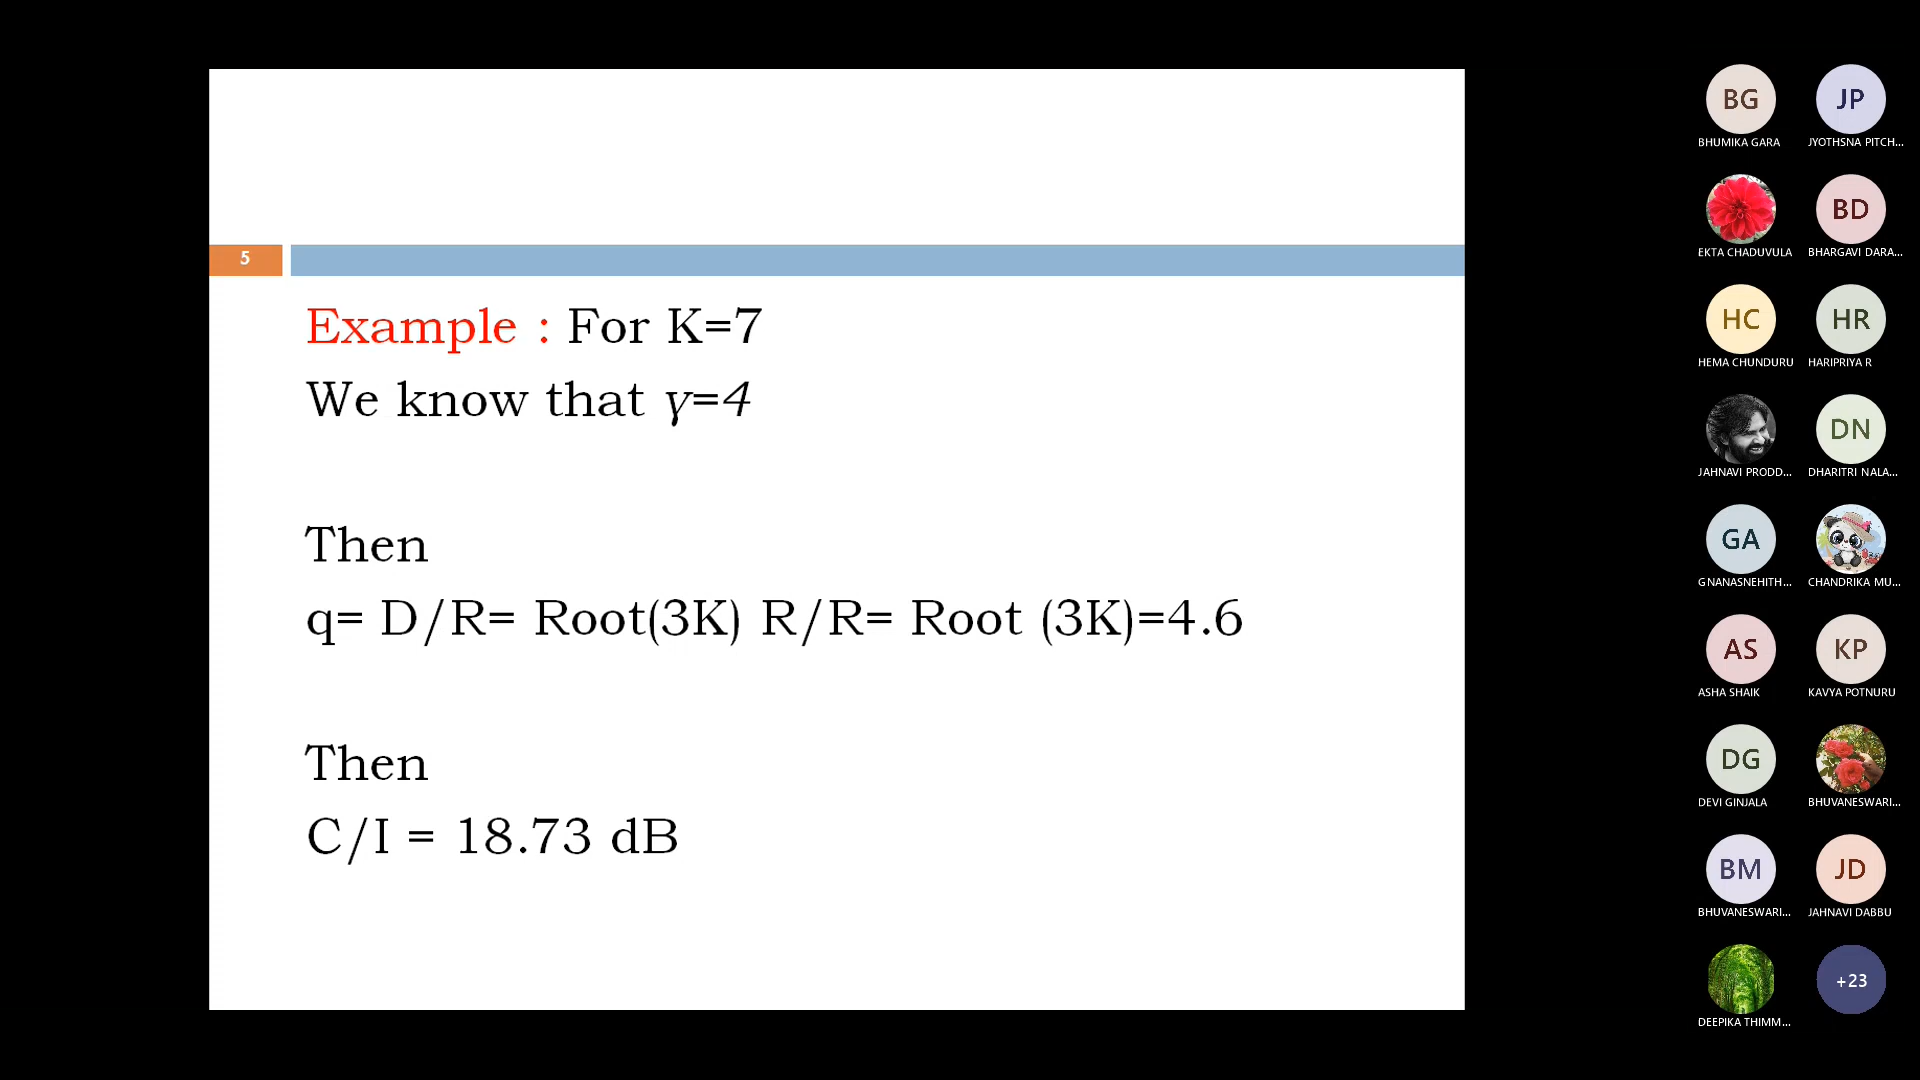 5
Example : For K=7
We know that γ=4
Then
q= D/R= Root(3K) R/R= Root (3K)=4.6
Then
C/I = 18.73 dB
BG
BHUMIKA GARA
JP
JYOTHSNA PITCH...
EKTA CHADUVULA
BD
BHARGAVI DARA...
HC
HEMA CHUNDURU
HR
HARIPRIYA R
JAHNAVI PRODD...
DN
DHARITRI NALA...
GA
GNANASNEHITH...
CHANDRIKA MU...
AS
ASHA SHAIK
KP
KAVYA POTNURU
DG
DEVI GINJALA
BHUVANESWARI...
BM
BHUVANESWARI...
JD
JAHNAVI DABBU
DEEPIKA THIMM...
+23